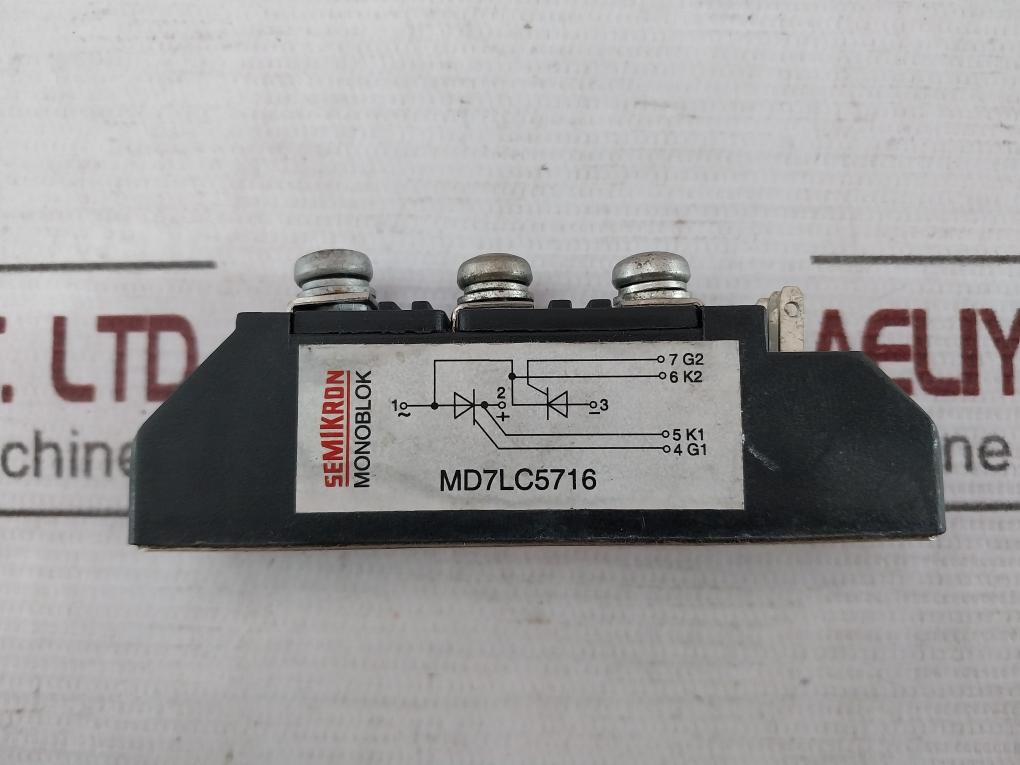 T. LTD
AELIY
chine
ne
SEMIKRON
MONOBLOK
7 G2
6 K2
1
~
2
+
3
–
5 K1
4 G1
MD7LC5716